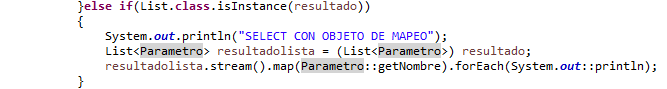 }else if(List.class.isInstance(resultado))
{
System.out.println("SELECT CON OBJETO DE MAPEO");
List<Parametro> resultadolista = (List<Parametro>) resultado;
resultadolista.stream().map(Parametro::getNombre).forEach(System.out::println);
}